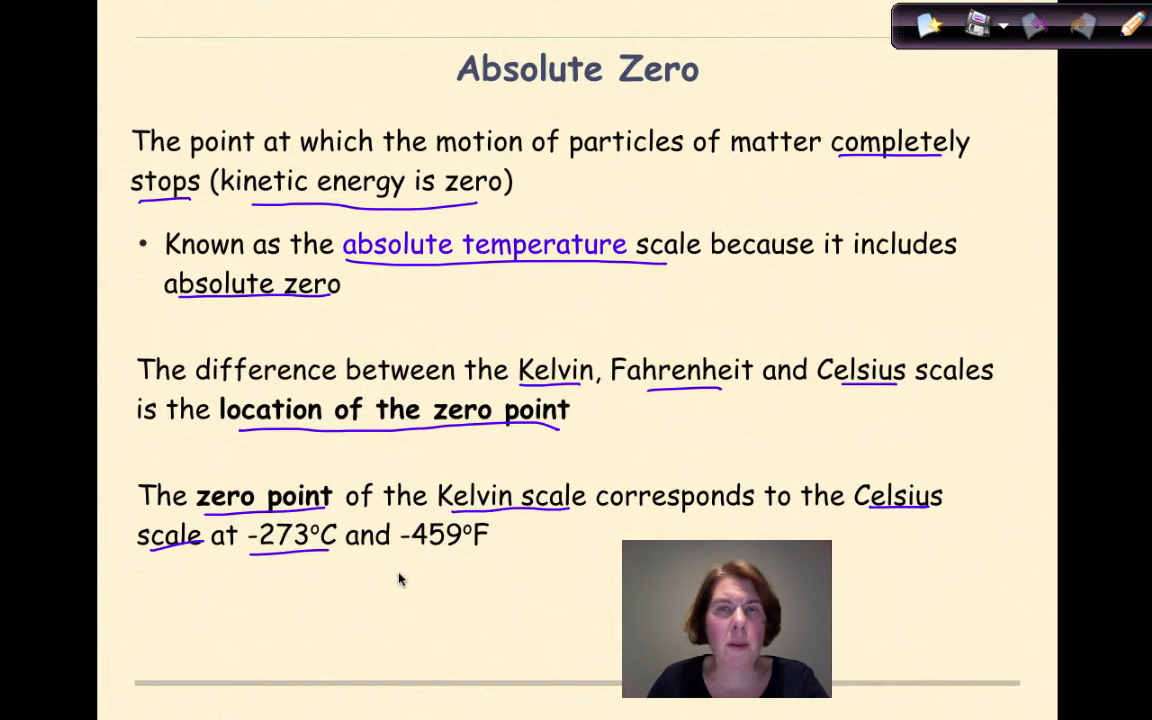 Absolute Zero
The point at which the motion of particles of matter completely
stops (kinetic energy is zero)
• Known as the absolute temperature scale because it includes
absolute zero
The difference between the Kelvin, Fahrenheit and Celsius scales
is the location of the zero point
The zero point of the Kelvin scale corresponds to the Celsius
scale at -273°C and -459°F